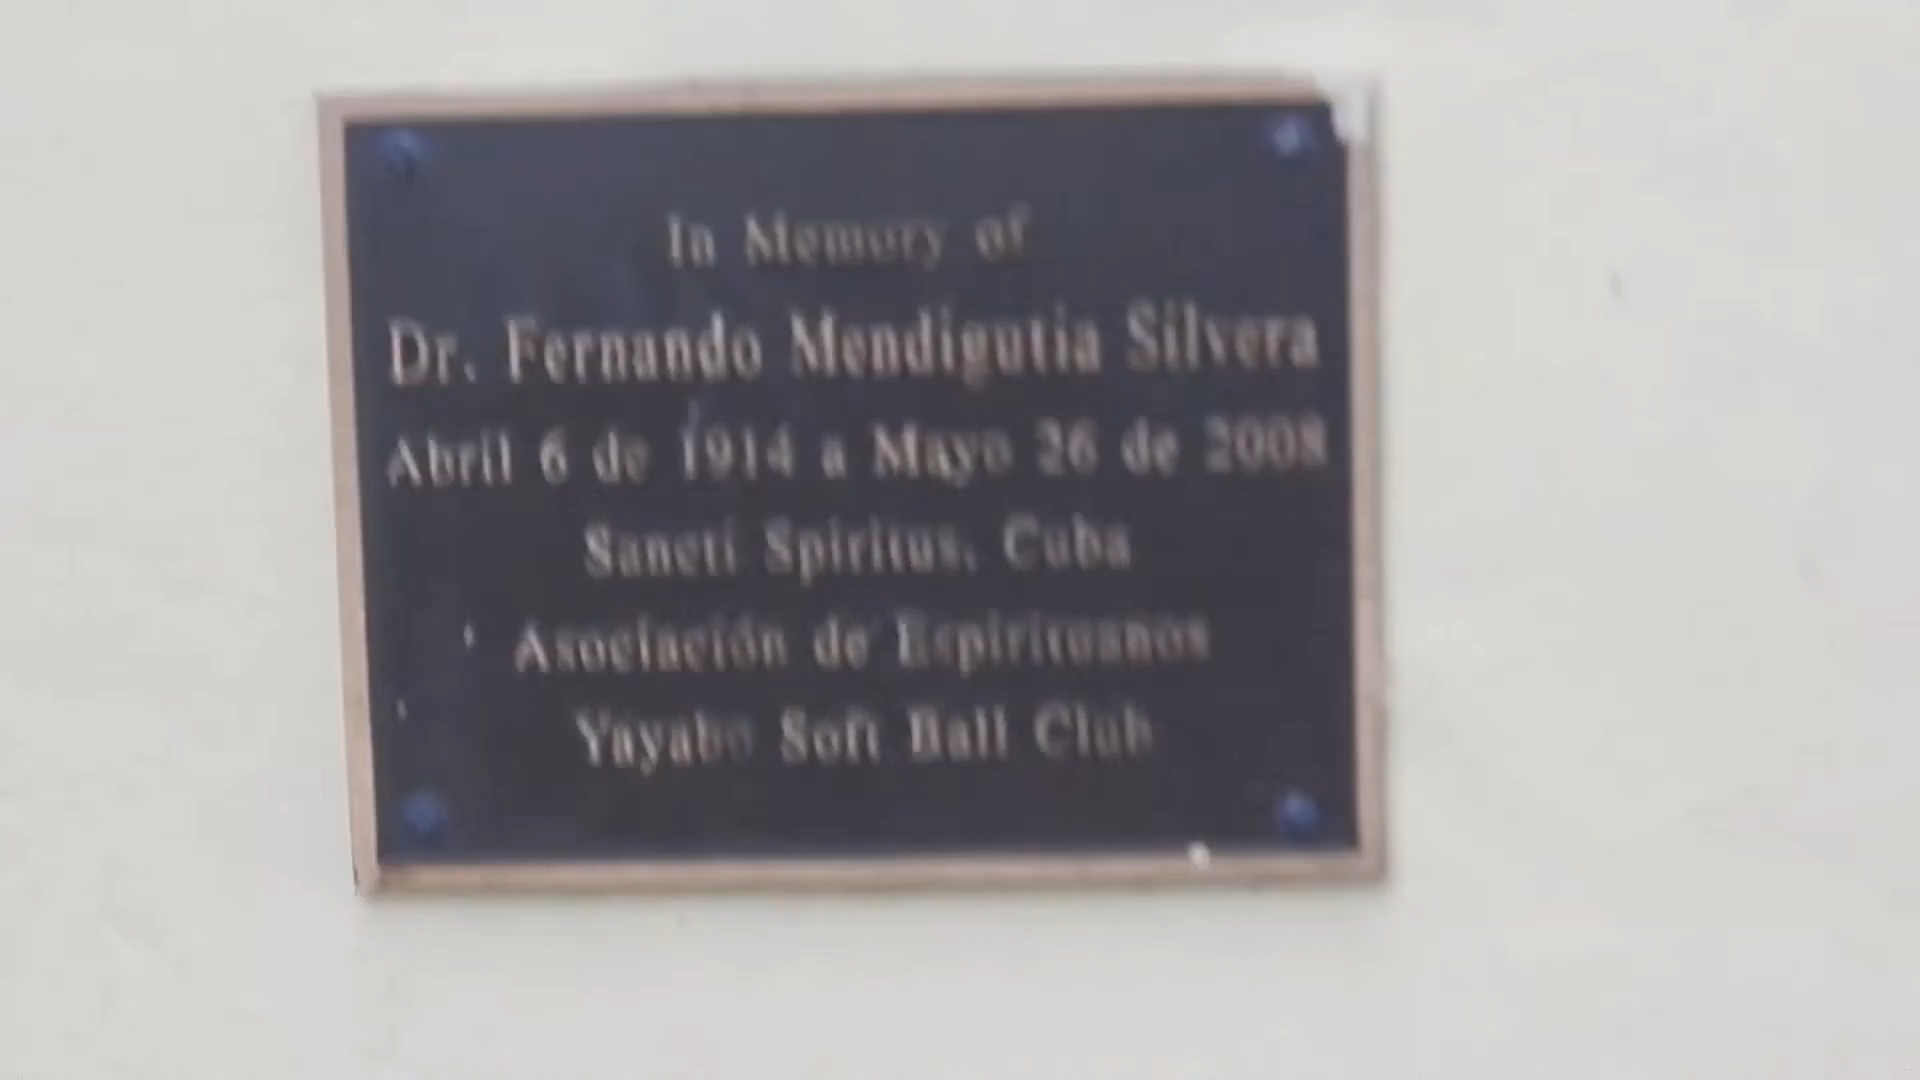 In Memory of
Dr. Fernando Mendigutia Silvera
Abril 6 de 1914 a Mayo 26 de 2008
Sancti Spiritus, Cuba
Asociación de Espirituanos
Yayabo Soft Ball Club